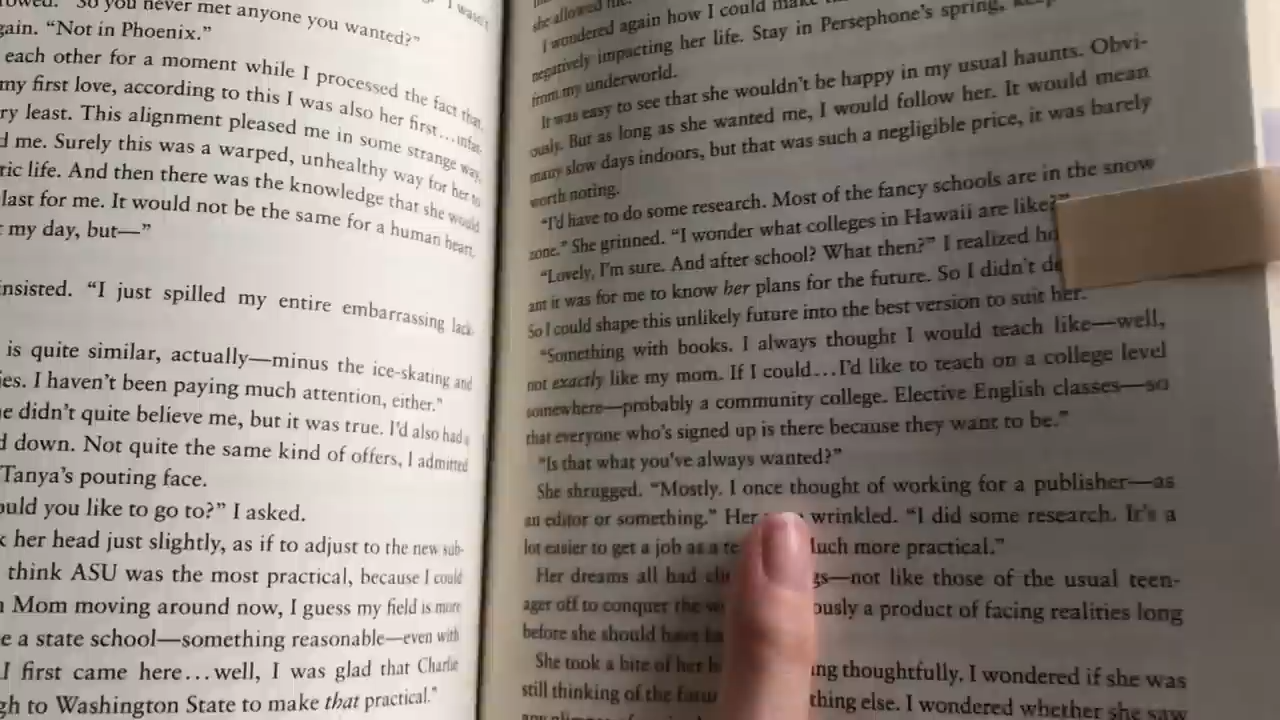 "So you never met anyone you wanted?"
gain. "Not in Phoenix."
each other for a moment while I processed the fact that
my first love, according to this I was also her first…infat-
ry least. This alignment pleased me in some strange way,
d me. Surely this was a warped, unhealthy way for her to
ric life. And then there was the knowledge that she would
last for me. It would not be the same for a human heart.
my day, but—"
insisted. "I just spilled my entire embarrassing lack
is quite similar, actually—minus the ice-skating and
ies. I haven't been paying much attention, either."
e didn't quite believe me, but it was true. I'd also had a
d down. Not quite the same kind of offers, I admitted
Tanya's pouting face.
ould you like to go to?" I asked.
k her head just slightly, as if to adjust to the new sub-
think ASU was the most practical, because I could
Mom moving around now, I guess my field is more
e a state school—something reasonable—even with
I first came here…well, I was glad that Charlie
gh to Washington State to make that practical."
she allowed me.
I wondered again how I could make
negatively impacting her life. Stay in Persephone's spring, keep
from my underworld.
It was easy to see that she wouldn't be happy in my usual haunts. Obvi-
ously. But as long as she wanted me, I would follow her. It would mean
many slow days indoors, but that was such a negligible price, it was barely
worth noting.
"I'd have to do some research. Most of the fancy schools are in the snow
zone." She grinned. "I wonder what colleges in Hawaii are like?"
"Lovely, I'm sure. And after school? What then?" I realized ho
ant it was for me to know her plans for the future. So I didn't de
So I could shape this unlikely future into the best version to suit her.
"Something with books. I always thought I would teach like—well,
not exactly like my mom. If I could…I'd like to teach on a college level
somewhere—probably a community college. Elective English classes—so
that everyone who's signed up is there because they want to be."
"Is that what you've always wanted?"
She shrugged. "Mostly. I once thought of working for a publisher—as
an editor or something." Her wrinkled. "I did some research. It's a
lot easier to get a job as a te uch more practical."
Her dreams all had cli gs—not like those of the usual teen-
ager off to conquer the w ously a product of facing realities long
before she should have
She took a bite of her b ing thoughtfully. I wondered if she was
still thinking of the futu thing else. I wondered whether she saw